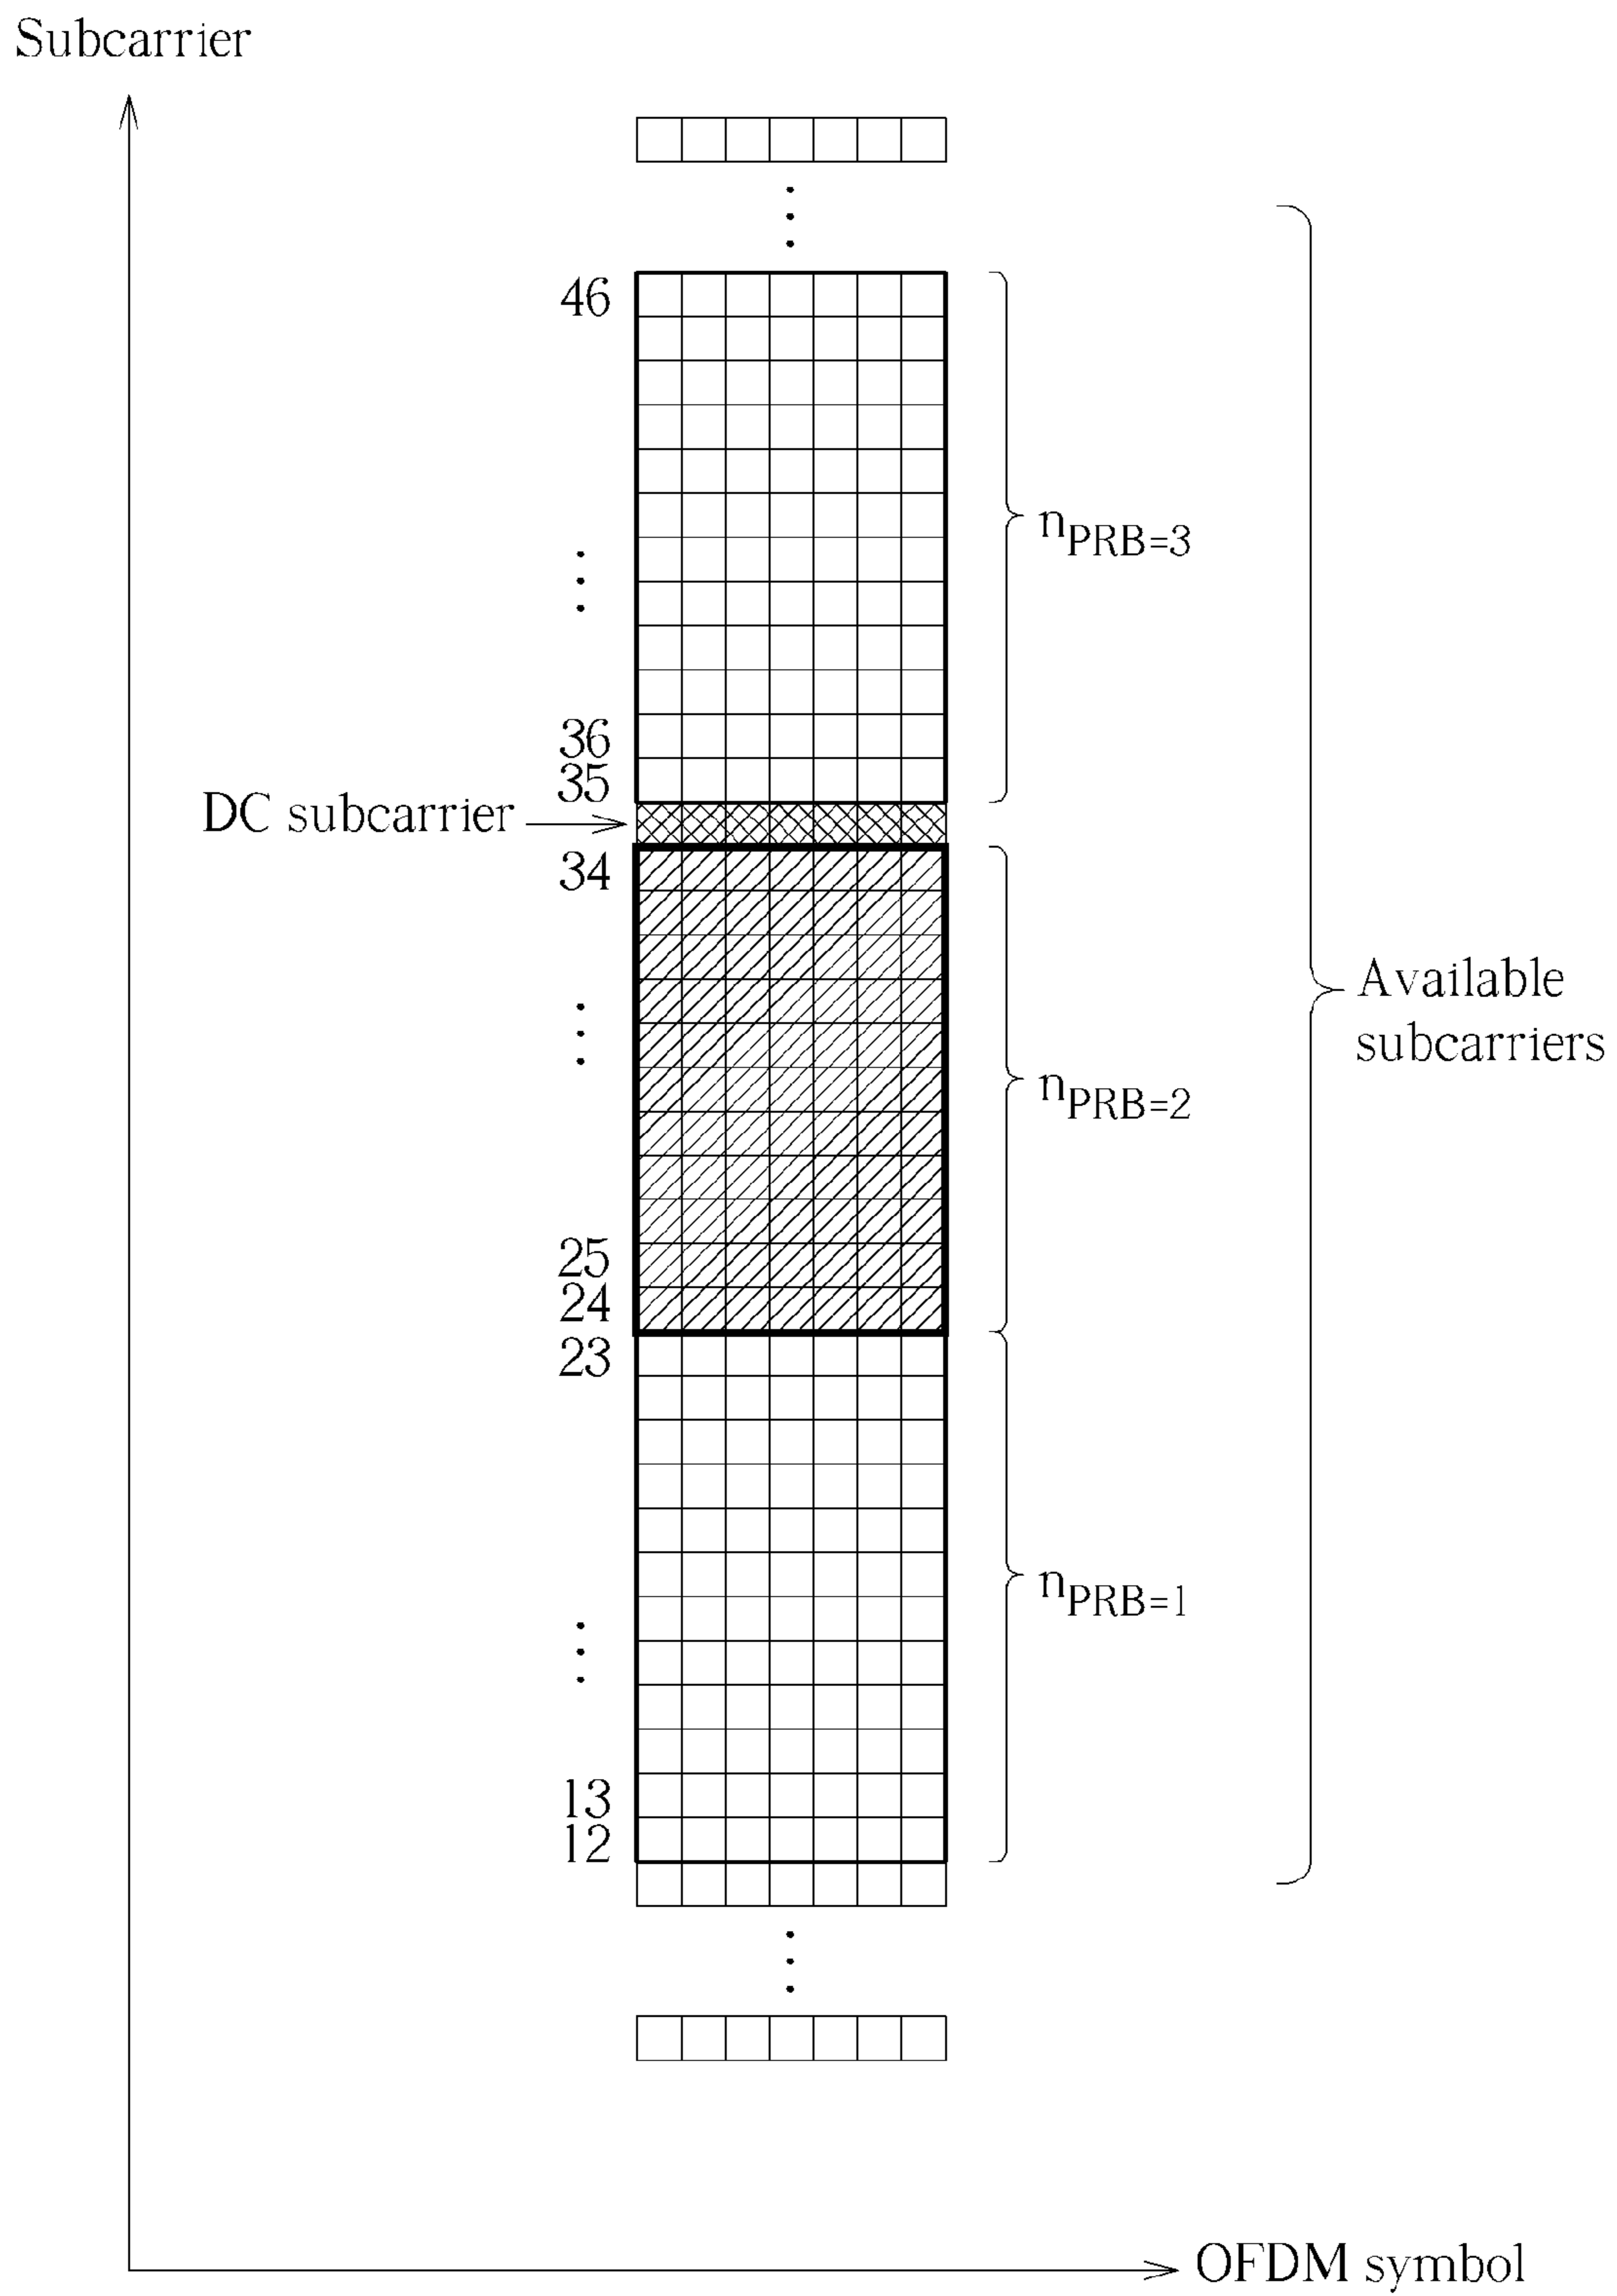 Subcarrier
46
n_PRB=3
36
35
DC subcarrier
34
Available
subcarriers
n_PRB=2
25
24
23
n_PRB=1
13
12
OFDM symbol